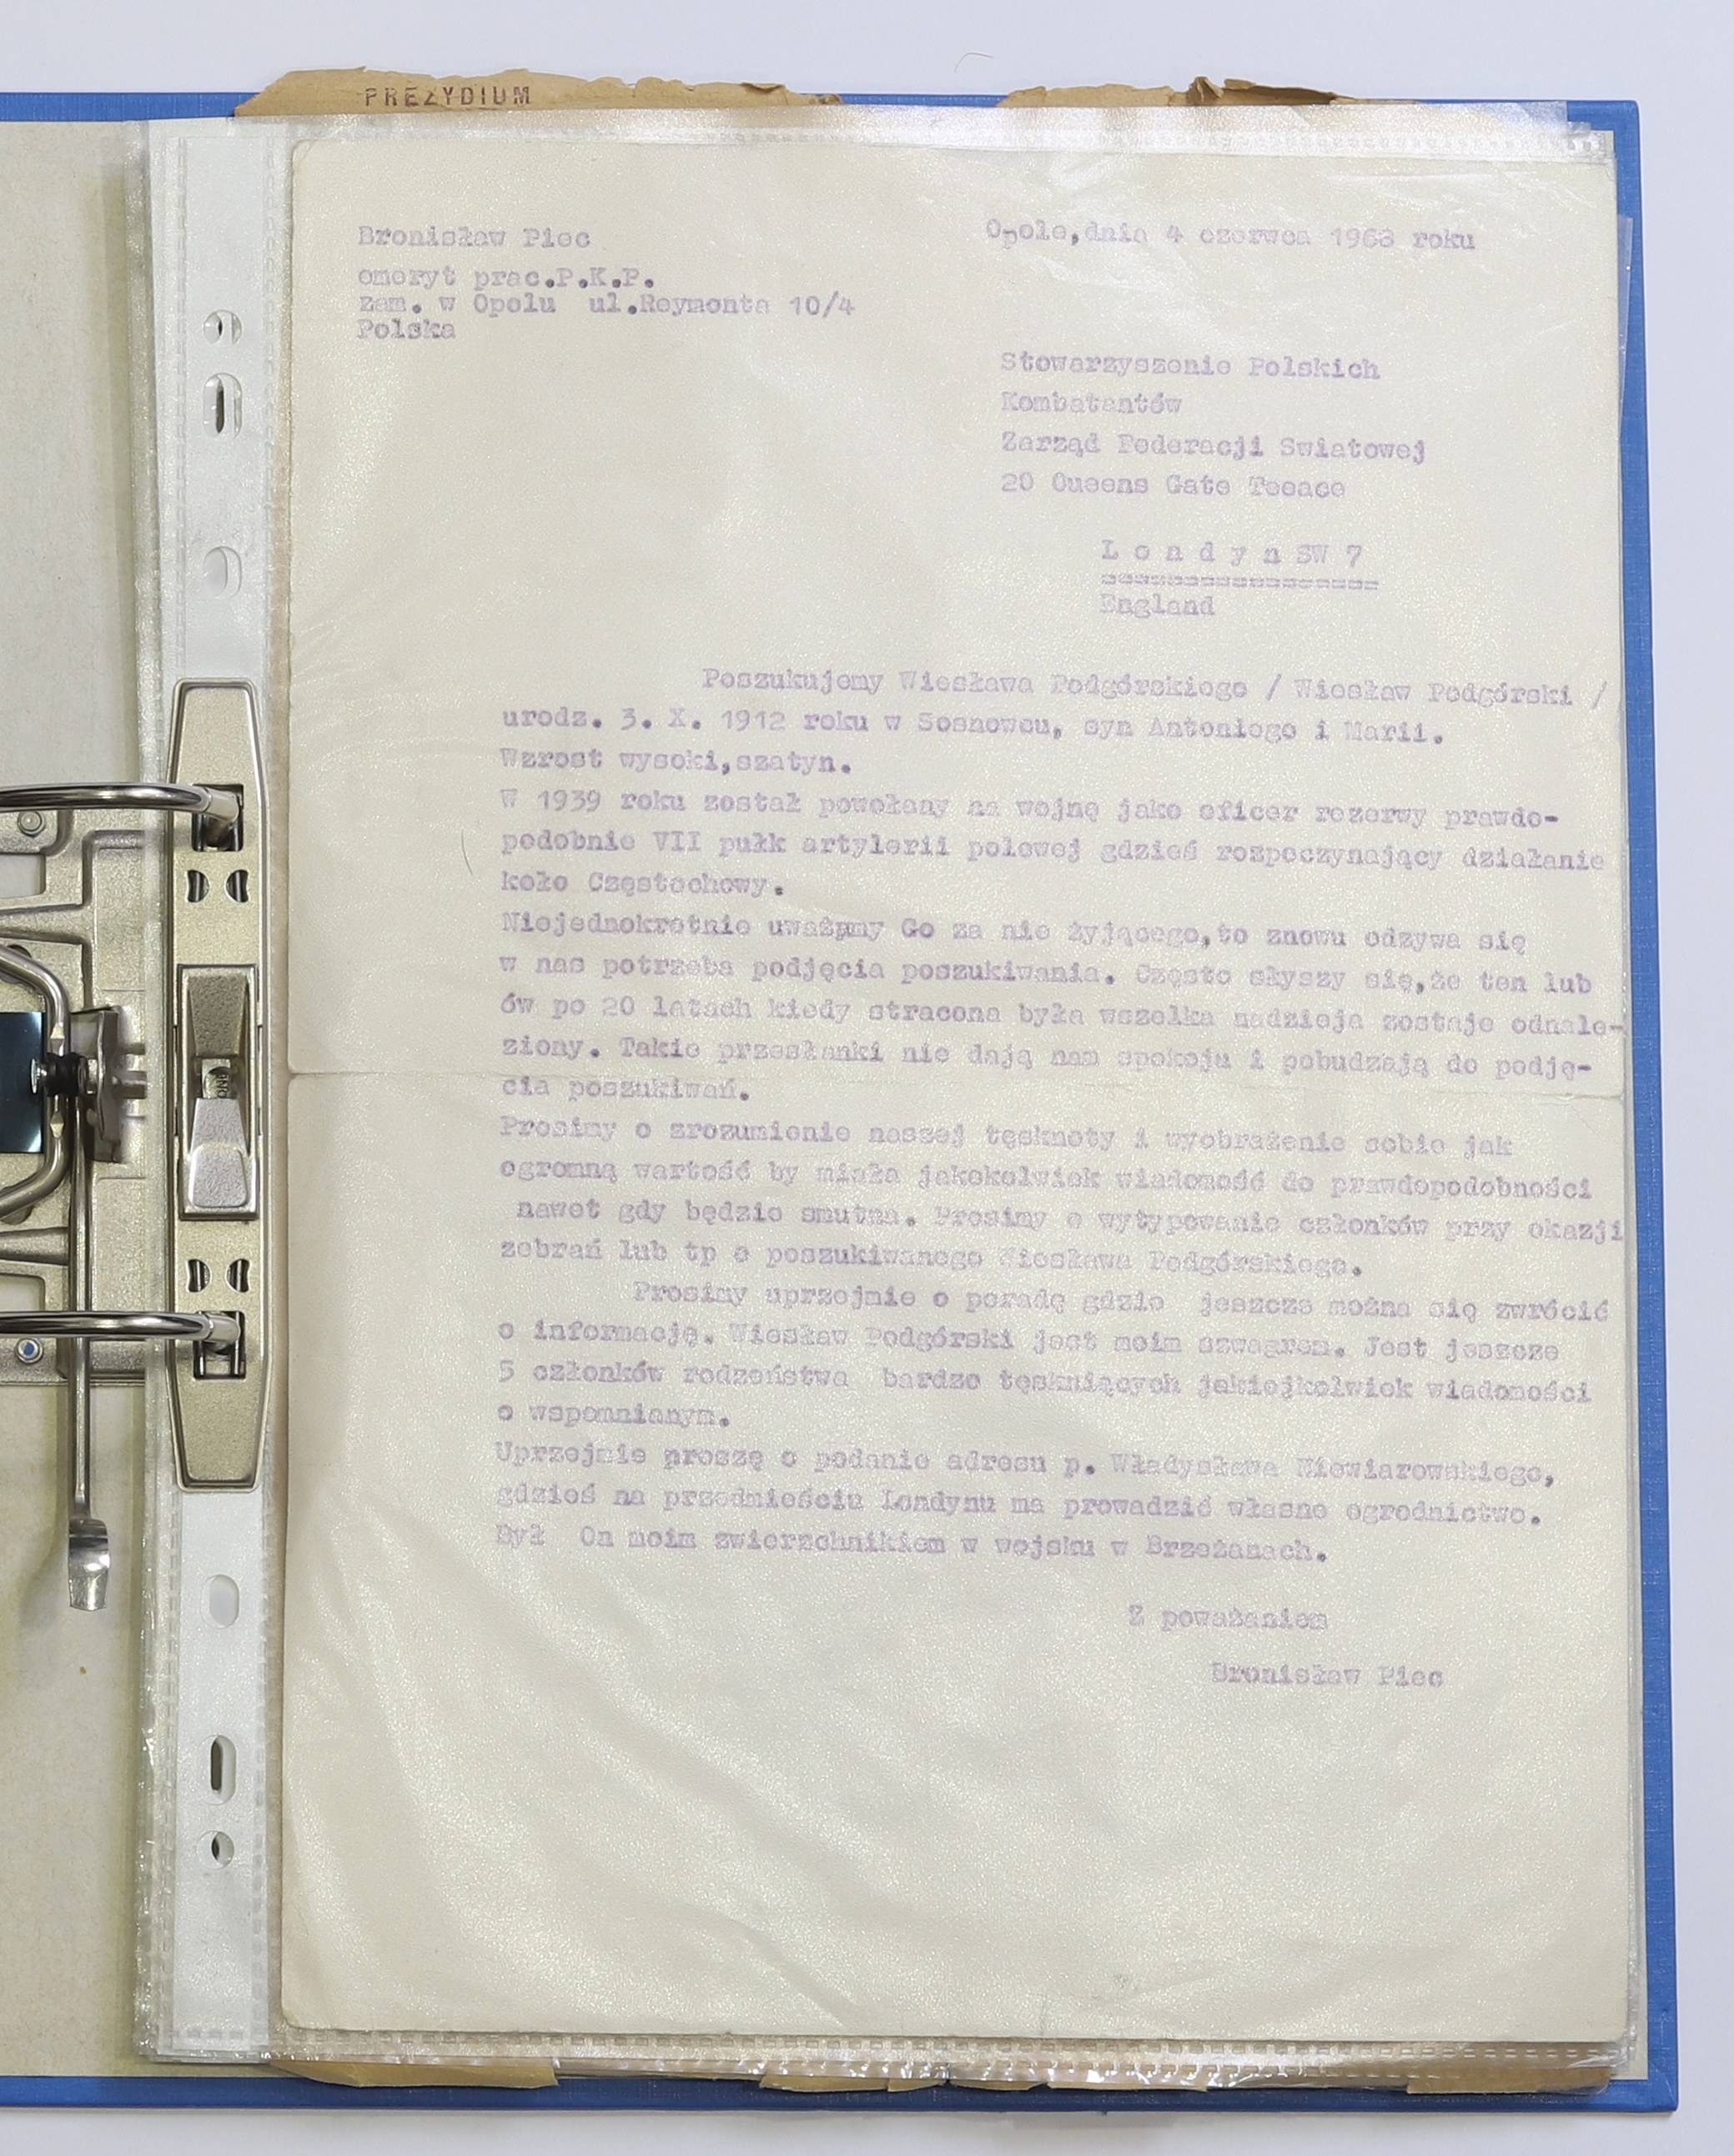 PREZYDIUM
Bronisław Piec
Opole,dnia 4 czerwca 1968 roku
emeryt prac.P.K.P.
zam. w Opolu ul.Reymonta 10/4
Polska
Stowarzyszenie Polskich
Kombatantów
Zarząd Federacji Swiatowej
20 Oueens Gate Teeace
L o n d y n SW 7
=================
England
Poszukujemy Wiesława Podgórskiego / Wiesław Podgórski /
urodz. 3. X. 1912 roku w Sosnowcu, syn Antoniego i Marii.
Wzrost wysoki,szatyn.
W 1939 roku został powołany na wojnę jako oficer rezerwy prawdo-
podobnie VII pułk artylerii polowej gdzieś rozpoczynający działanie
koło Częstochowy.
Niejednokrotnie uważymy Go za nie żyjącego,to znowu odzywa się
w nas potrzeba podjęcia poszukiwania. Często słyszy się,że ten lub
ów po 20 latach kiedy stracona była wszelka nadzieja zostaje odnale-
ziony. Takie przesłanki nie dają nam spokoju i pobudzają do podję-
cia poszukiwań.
Prosimy o zrozumienie naszej tęsknoty i wyobrażenie sobie jak
ogromną wartość by miała jakokolwiek wiadomość do prawdopodobności
nawet gdy będzie smutna. Prosimy o wytypowanie członków przy okazji
zebrań lub tp o poszukiwanego Wiesława Podgórskiego.
Prosimy uprzejmie o poradę gdzie jeszcze można się zwrócić
o informację. Wiesław Podgórski jest moim szwagrem. Jest jeszcze
5 członków rodzeństwa bardzo tęskniących jakiejkolwiek wiadomości
o wspomnianym.
Uprzejmie proszę o podanie adresu p. Władysława Niewiarowskiego,
gdzieś na przedmieściu Londynu ma prowadzić własne ogrodnictwo.
Był On moim zwierzchnikiem w wojsku w Brzeżanach.
Z poważaniem
Bronisław Piec